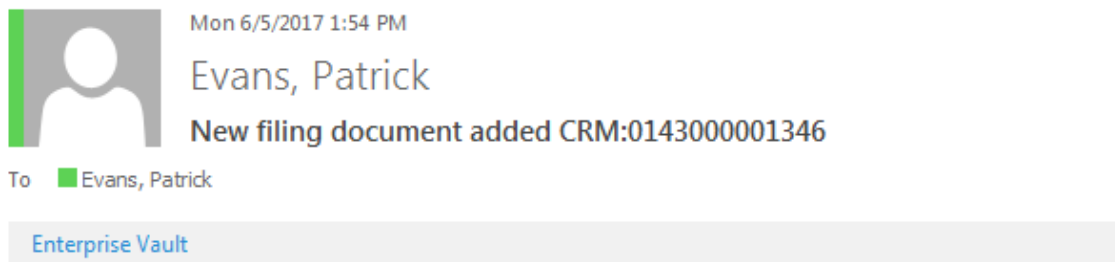 Mon 6/5/2017 1:54 PM
Evans, Patrick
New filing document added CRM:0143000001346
To Evans, Patrick
Enterprise Vault